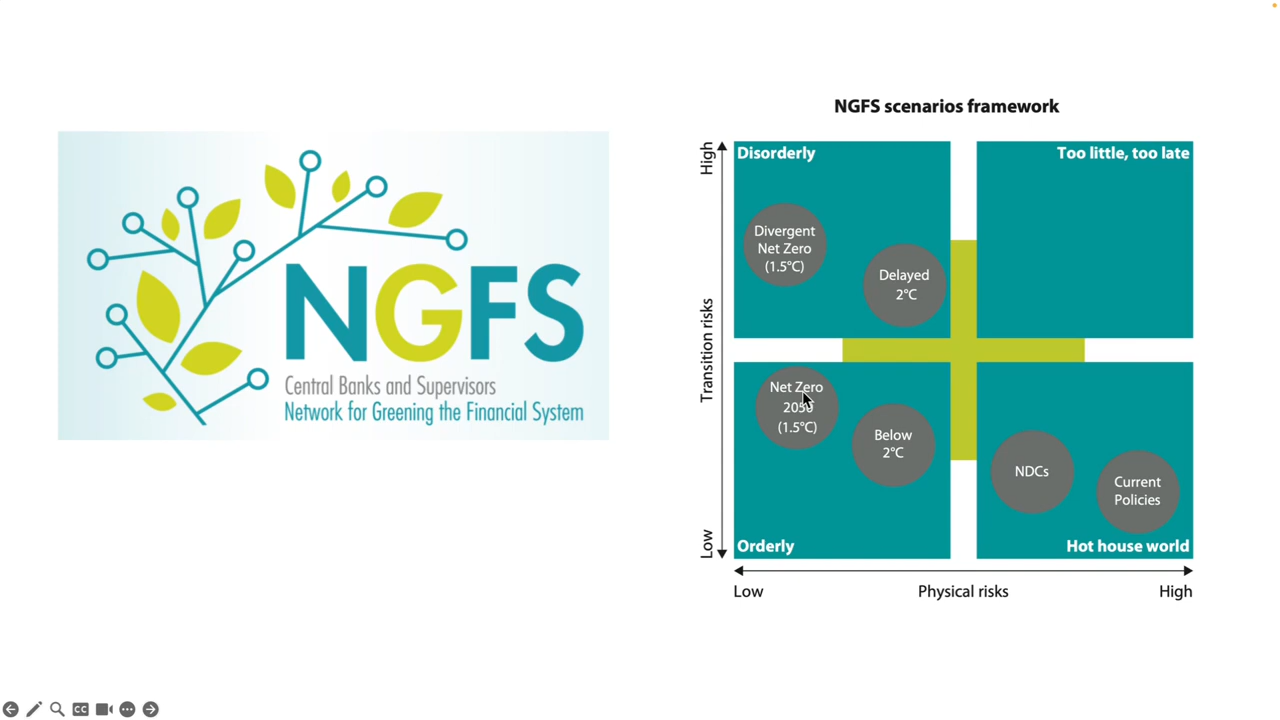 NGFS
Central Banks and Supervisors
Network for Greening the Financial System
NGFS scenarios framework
High
Transition risks
Low
Disorderly
Divergent
Net Zero
(1.5°C)
Delayed
2°C
Too little, too late
Net Zero
2050
(1.5°C)
Below
2°C
Orderly
NDCs
Current
Policies
Hot house world
Low
Physical risks
High
CC